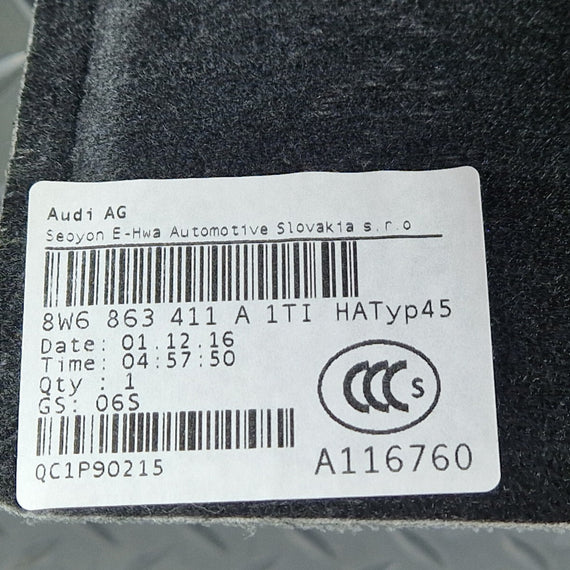 Audi AG
Seoyon E-Hwa Automotive Slovakia s.r.o
8W6 863 411 A 1TI HATyp45
Date: 01.12.16
Time: 04:57:50
Qty : 1
GS: 06S
CCC S
QC1P90215
A116760